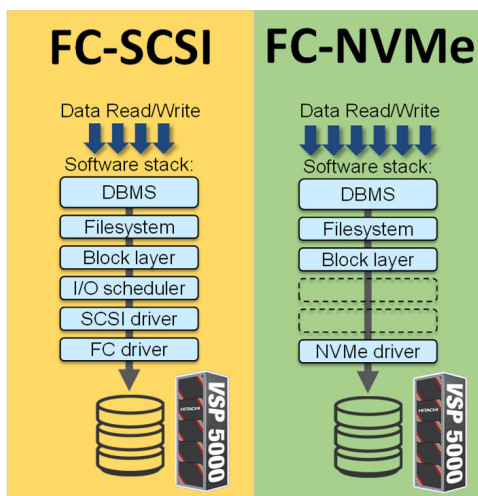 FC-SCSI
Data Read/Write
Software stack:
DBMS
Filesystem
Block layer
I/O scheduler
SCSI driver
FC driver
HITACHI
VSP 5000
FC-NVMe
Data Read/Write
Software stack:
DBMS
Filesystem
Block layer
NVMe driver
HITACHI
VSP 5000